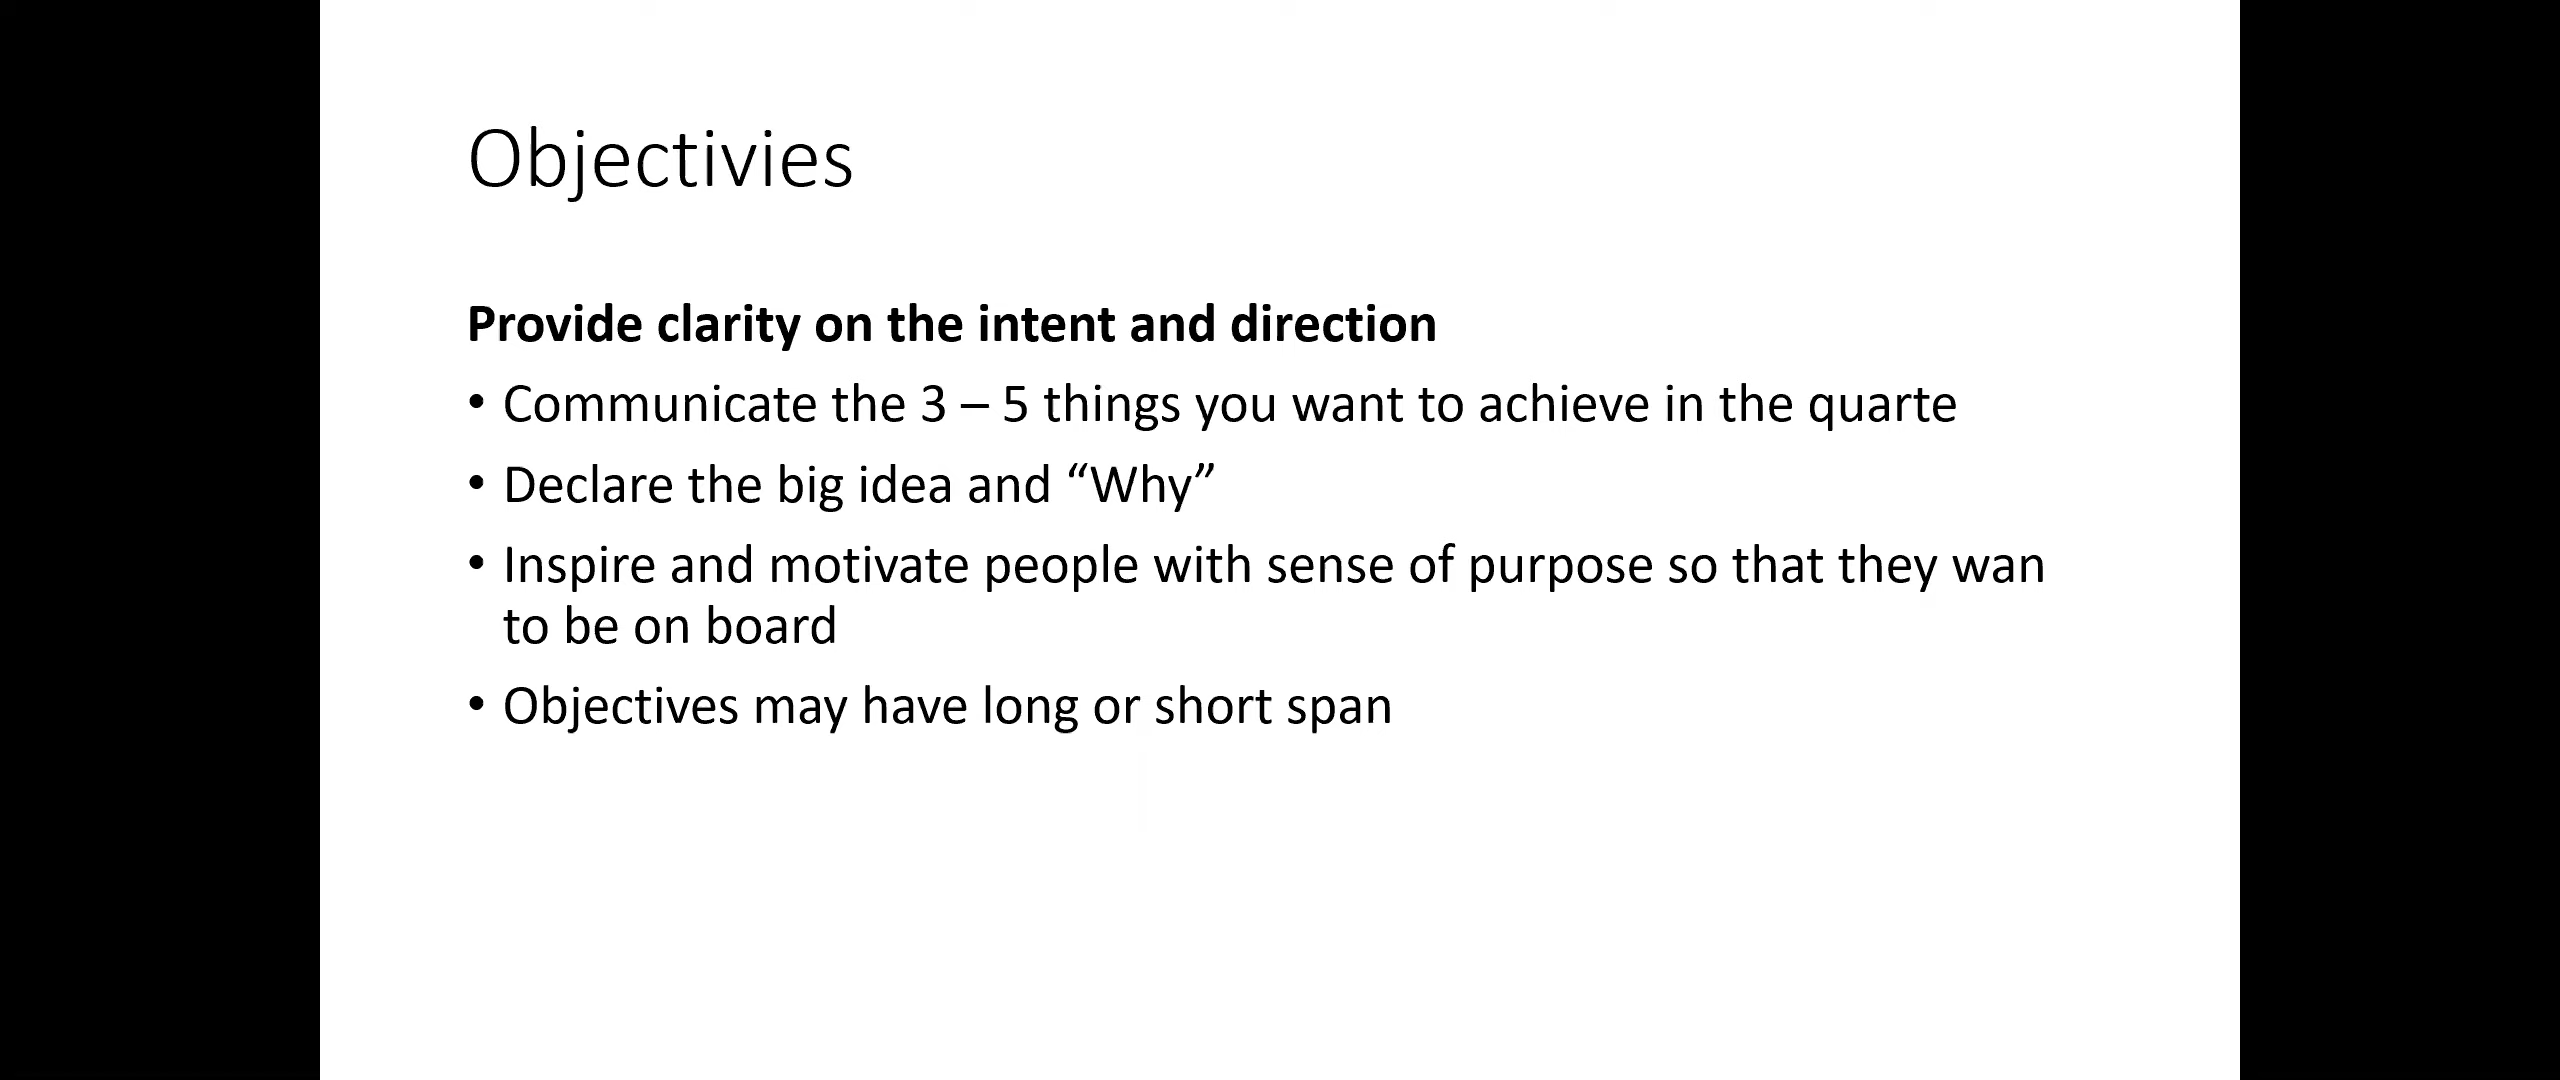 Objectivies
Provide clarity on the intent and direction
• Communicate the 3 – 5 things you want to achieve in the quarte
• Declare the big idea and “Why”
• Inspire and motivate people with sense of purpose so that they wan
to be on board
• Objectives may have long or short span